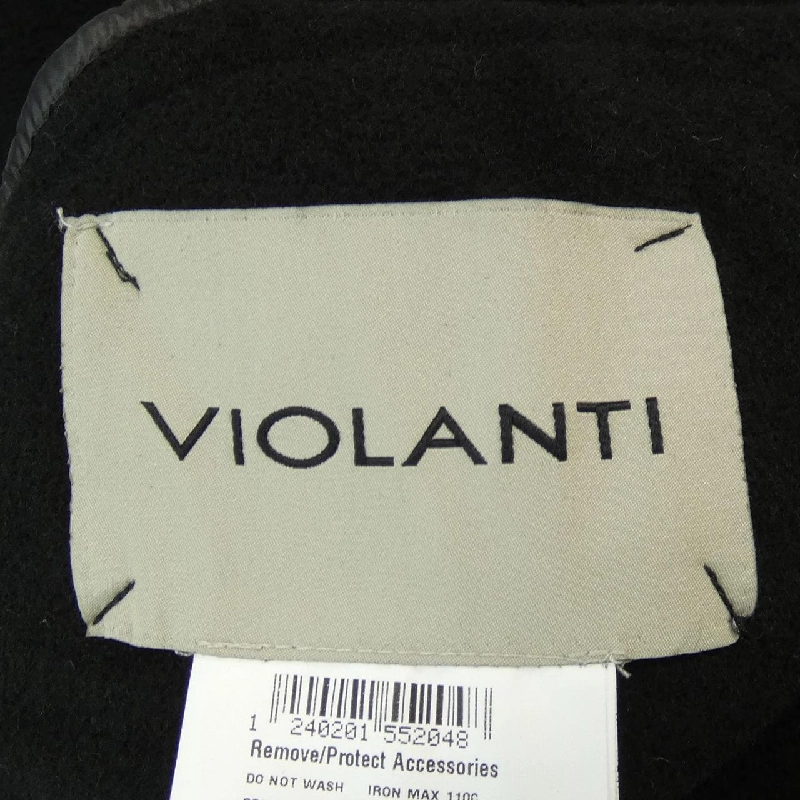 VIOLANTI
1 240201 552048
Remove/Protect Accessories
DO NOT WASH IRON MAX 110C